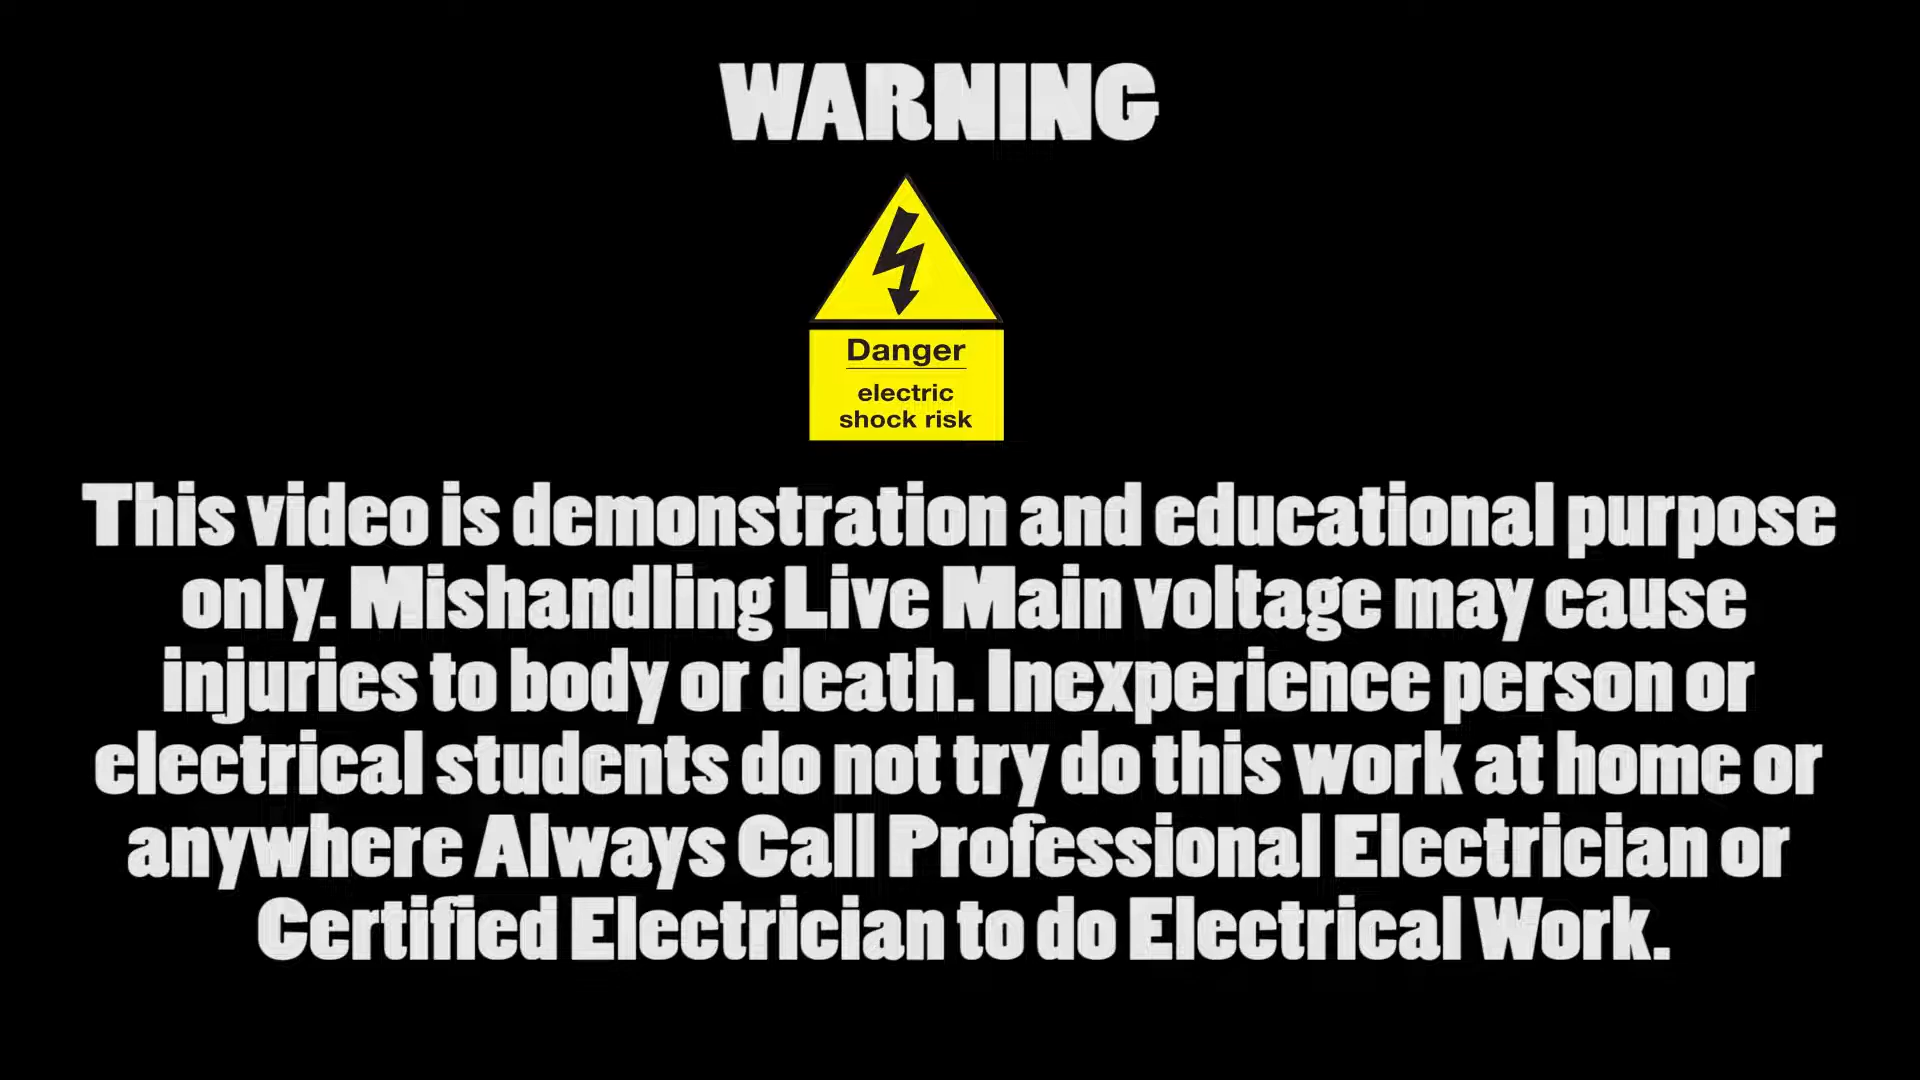 WARNING
Danger
electric
shock risk
This video is demonstration and educational purpose
only. Mishandling Live Main voltage may cause
injuries to body or death. Inexperience person or
electrical students do not try do this work at home or
anywhere Always Call Professional Electrician or
Certified Electrician to do Electrical Work.